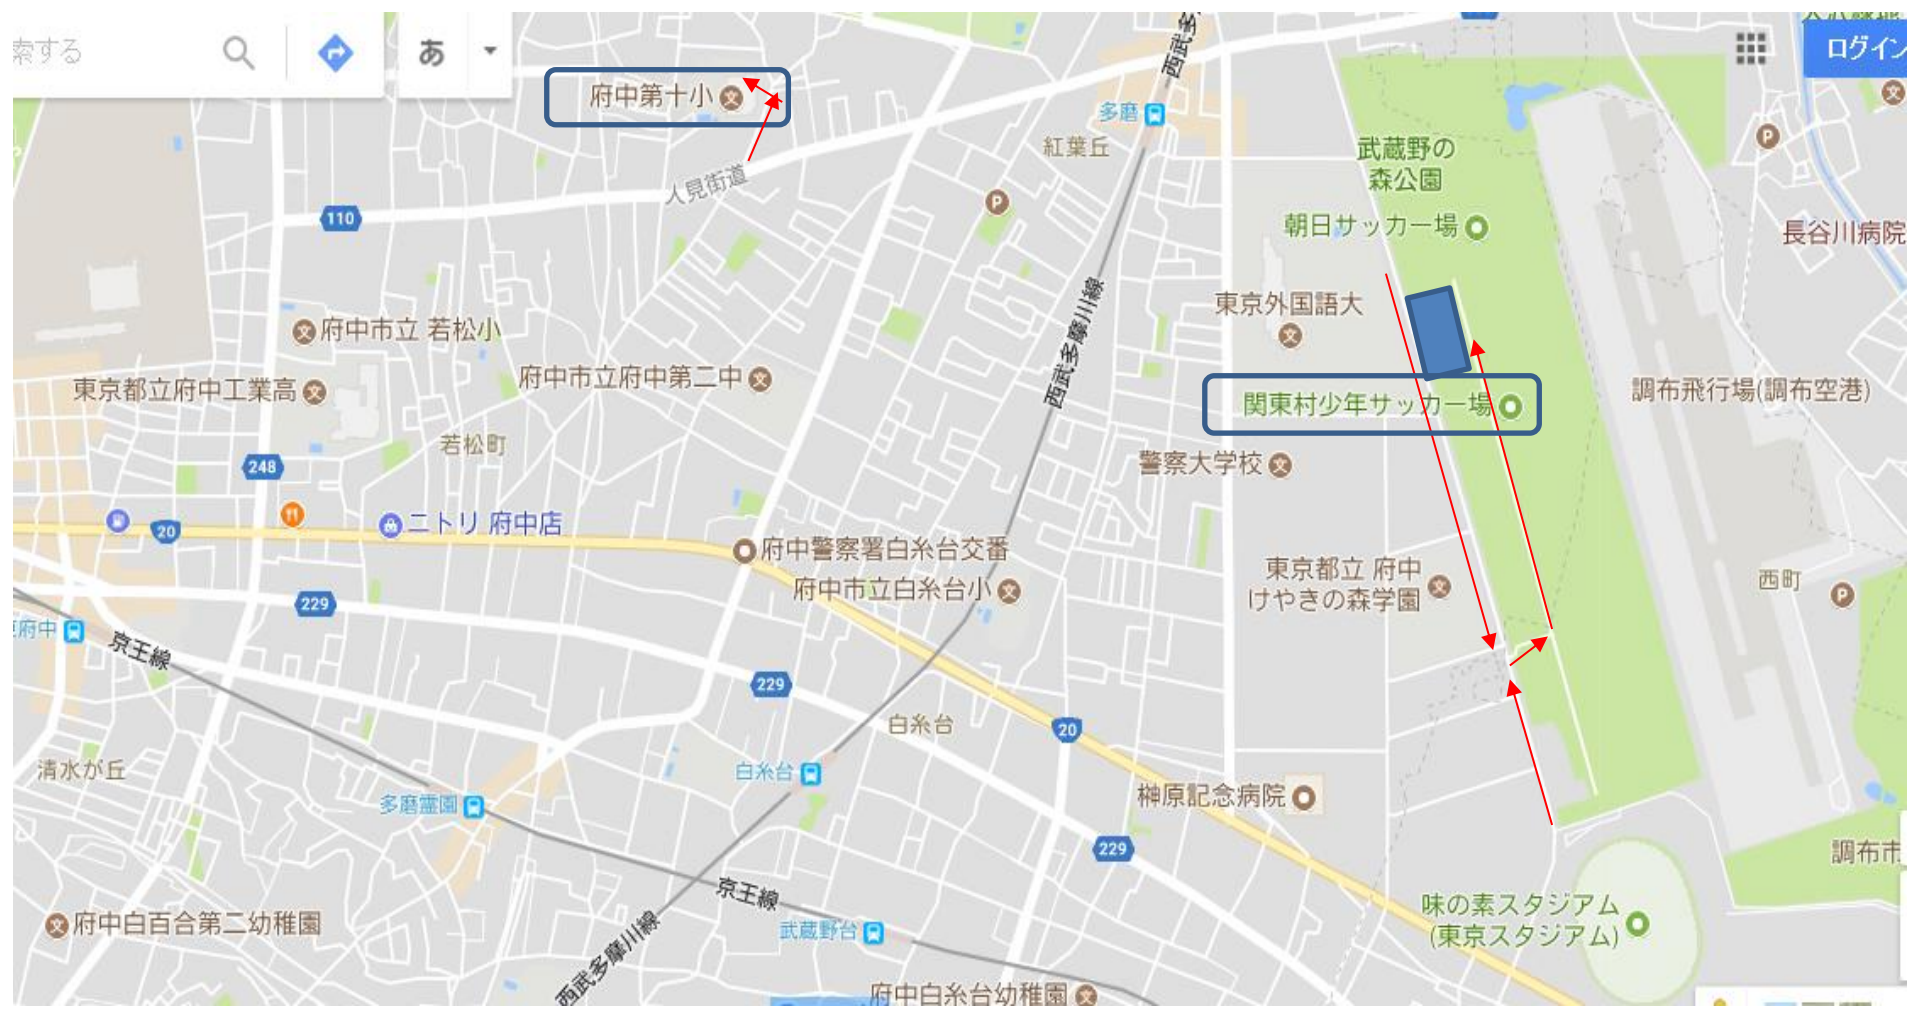 索する
あ
ログイン
府中第十小
人見街道
110
多磨
紅葉丘
西武多
武蔵野の
森公園
朝日サッカー場
長谷川病院
東京外国語大
西武多摩川線
府中市立 若松小
府中市立府中第二中
東京都立府中工業高
関東村少年サッカー場
調布飛行場(調布空港)
若松町
248
警察大学校
20
ニトリ 府中店
府中警察署白糸台交番
府中市立白糸台小
東京都立 府中
けやきの森学園
西町
229
府中
京王線
229
白糸台
20
清水が丘
多磨霊園
白糸台
榊原記念病院
229
調布市
京王線
武蔵野台
味の素スタジアム
(東京スタジアム)
府中白百合第二幼稚園
西武多摩川線
府中白糸台幼稚園
P
P
P